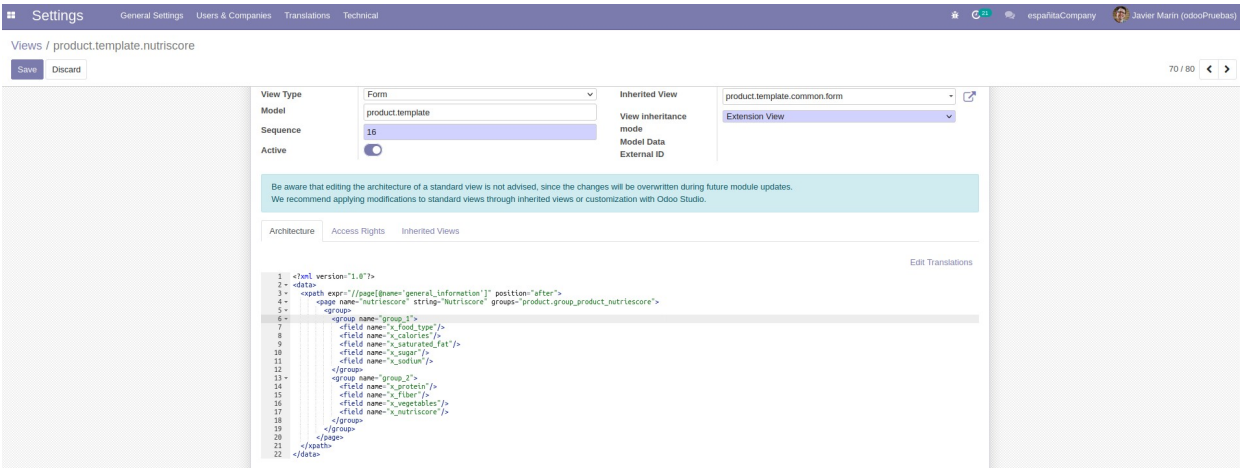 Settings General Settings Users & Companies Translations Technical 21 españitaCompany Javier Marín (odooPruebas)
Views / product.template.nutriscore
Save Discard 70 / 80
View Type Form Inherited View product.template.common.form
Model product.template View inheritance mode Extension View
Sequence 16 Model Data
Active External ID
Be aware that editing the architecture of a standard view is not advised, since the changes will be overwritten during future module updates.
We recommend applying modifications to standard views through inherited views or customization with Odoo Studio.
Architecture Access Rights Inherited Views
Edit Translations
1 <?xml version="1.0"?>
2 <data>
3 <xpath expr="//page[@name='general_information']" position="after">
4 <page name="nutriescore" string="Nutriscore" groups="product.group_product_nutriescore">
5 <group>
6 <group name="group_1">
7 <field name="x_food_type"/>
8 <field name="x_calories"/>
9 <field name="x_saturated_fat"/>
10 <field name="x_sugar"/>
11 <field name="x_sodium"/>
12 </group>
13 <group name="group_2">
14 <field name="x_protein"/>
15 <field name="x_fiber"/>
16 <field name="x_vegetables"/>
17 <field name="x_nutriscore"/>
18 </group>
19 </group>
20 </page>
21 </xpath>
22 </data>